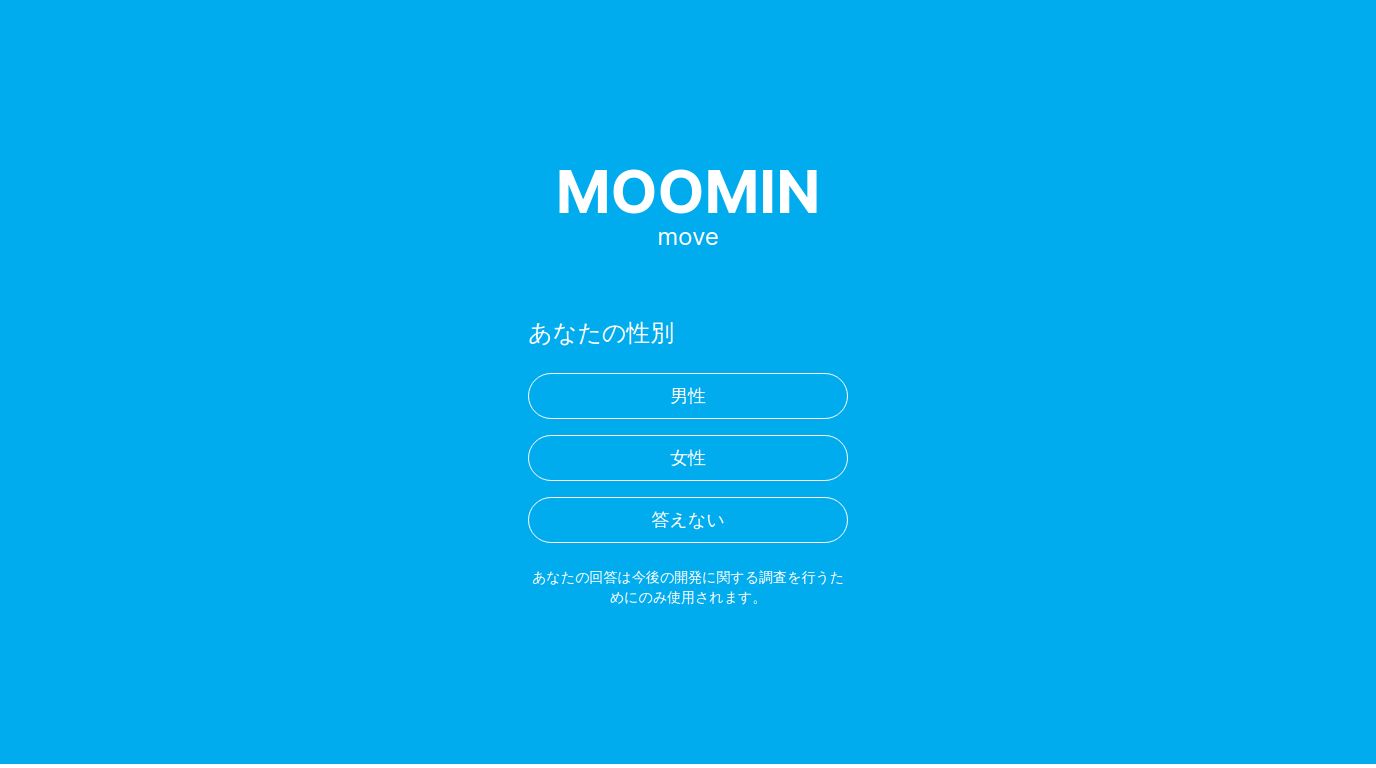 MOOMIN
move
あなたの性別
男性
女性
答えない
あなたの回答は今後の開発に関する調査を行うた
めにのみ使用されます。